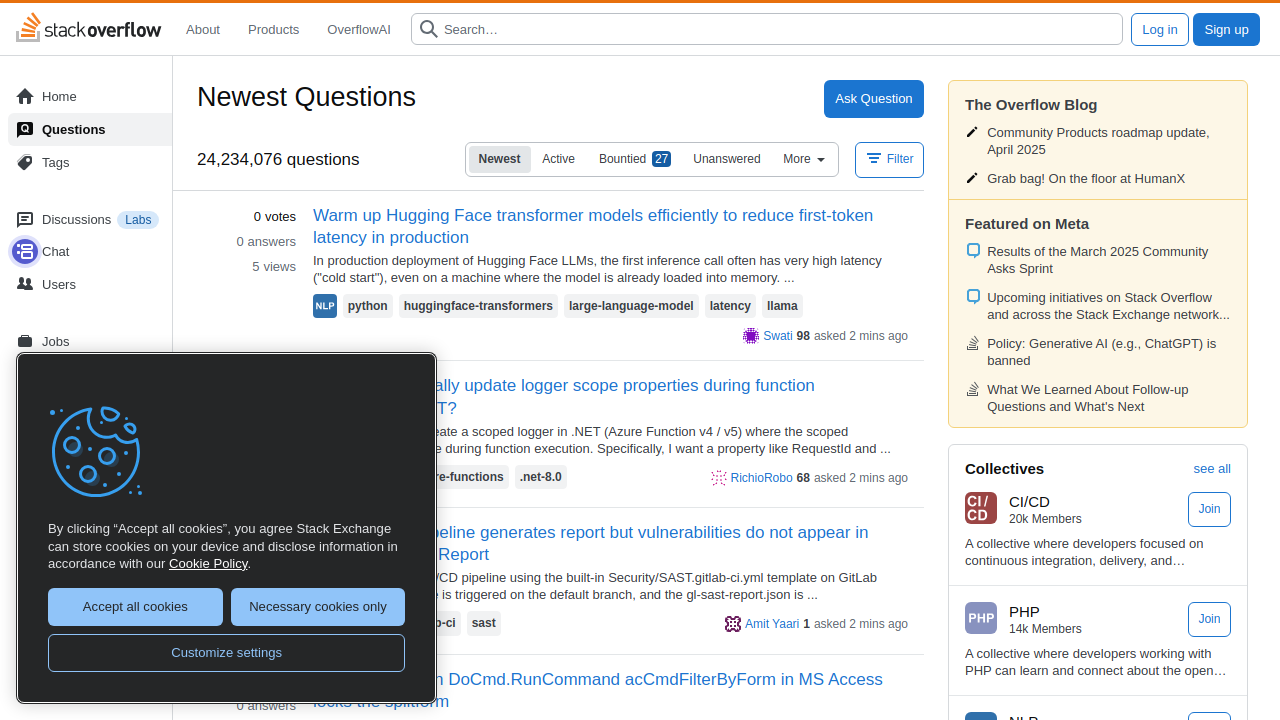 stackoverflow
About
Products
OverflowAI
Search…
Log in
Sign up
Home
Questions
Tags
Discussions
Labs
Chat
Users
Jobs
Newest Questions
Ask Question
24,234,076 questions
Newest
Active
Bountied 27
Unanswered
More
Filter
0 votes
0 answers
5 views
Warm up Hugging Face transformer models efficiently to reduce first-token
latency in production
In production deployment of Hugging Face LLMs, the first inference call often has very high latency
("cold start"), even on a machine where the model is already loaded into memory. ...
NLP
python
huggingface-transformers
large-language-model
latency
llama
Swati 98 asked 2 mins ago
ally update logger scope properties during function
T?
eate a scoped logger in .NET (Azure Function v4 / v5) where the scoped
e during function execution. Specifically, I want a property like RequestId and ...
re-functions
.net-8.0
RichioRobo 68 asked 2 mins ago
peline generates report but vulnerabilities do not appear in
Report
/CD pipeline using the built-in Security/SAST.gitlab-ci.yml template on GitLab
e is triggered on the default branch, and the gl-sast-report.json is ...
b-ci
sast
Amit Yaari 1 asked 2 mins ago
n DoCmd.RunCommand acCmdFilterByForm in MS Access
locks the splitform
0 answers
By clicking “Accept all cookies”, you agree Stack Exchange
can store cookies on your device and disclose information in
accordance with our Cookie Policy.
Accept all cookies
Necessary cookies only
Customize settings
The Overflow Blog
Community Products roadmap update,
April 2025
Grab bag! On the floor at HumanX
Featured on Meta
Results of the March 2025 Community
Asks Sprint
Upcoming initiatives on Stack Overflow
and across the Stack Exchange network...
Policy: Generative AI (e.g., ChatGPT) is
banned
What We Learned About Follow-up
Questions and What's Next
Collectives
see all
CI/
CD
CI/CD
20k Members
Join
A collective where developers focused on
continuous integration, delivery, and…
PHP
PHP
14k Members
Join
A collective where developers working with
PHP can learn and connect about the open…
NLP